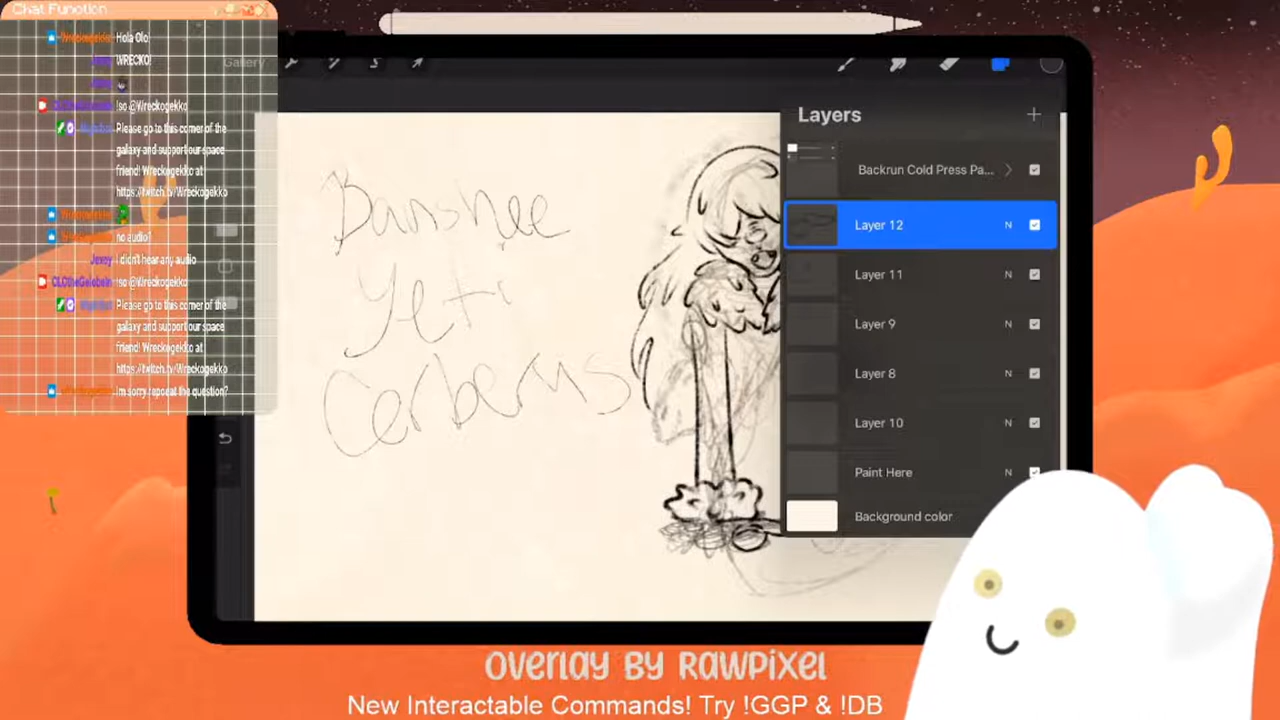 Chat Function
Wreckogekko Hola Olo
Jexoy WRECKO!
!so @Wreckogekko
Please go to this corner of the
galaxy and support our space
friend! Wreckogekko at
https://twitch.tv/Wreckogekko
no audio?
Jexoy I didn't hear any audio
!so @Wreckogekko
Please go to this corner of the
galaxy and support our space
friend! Wreckogekko at
https://twitch.tv/Wreckogekko
Im sorry repeat the question?
Gallery
Banshee
Yeti
Cerberus
Layers
Backrun Cold Press Pa...
Layer 12 N
Layer 11 N
Layer 9 N
Layer 8 N
Layer 10 N
Paint Here N
Background color
OVERLAY BY RAWPIXEL
New Interactable Commands! Try !GGP & !DB